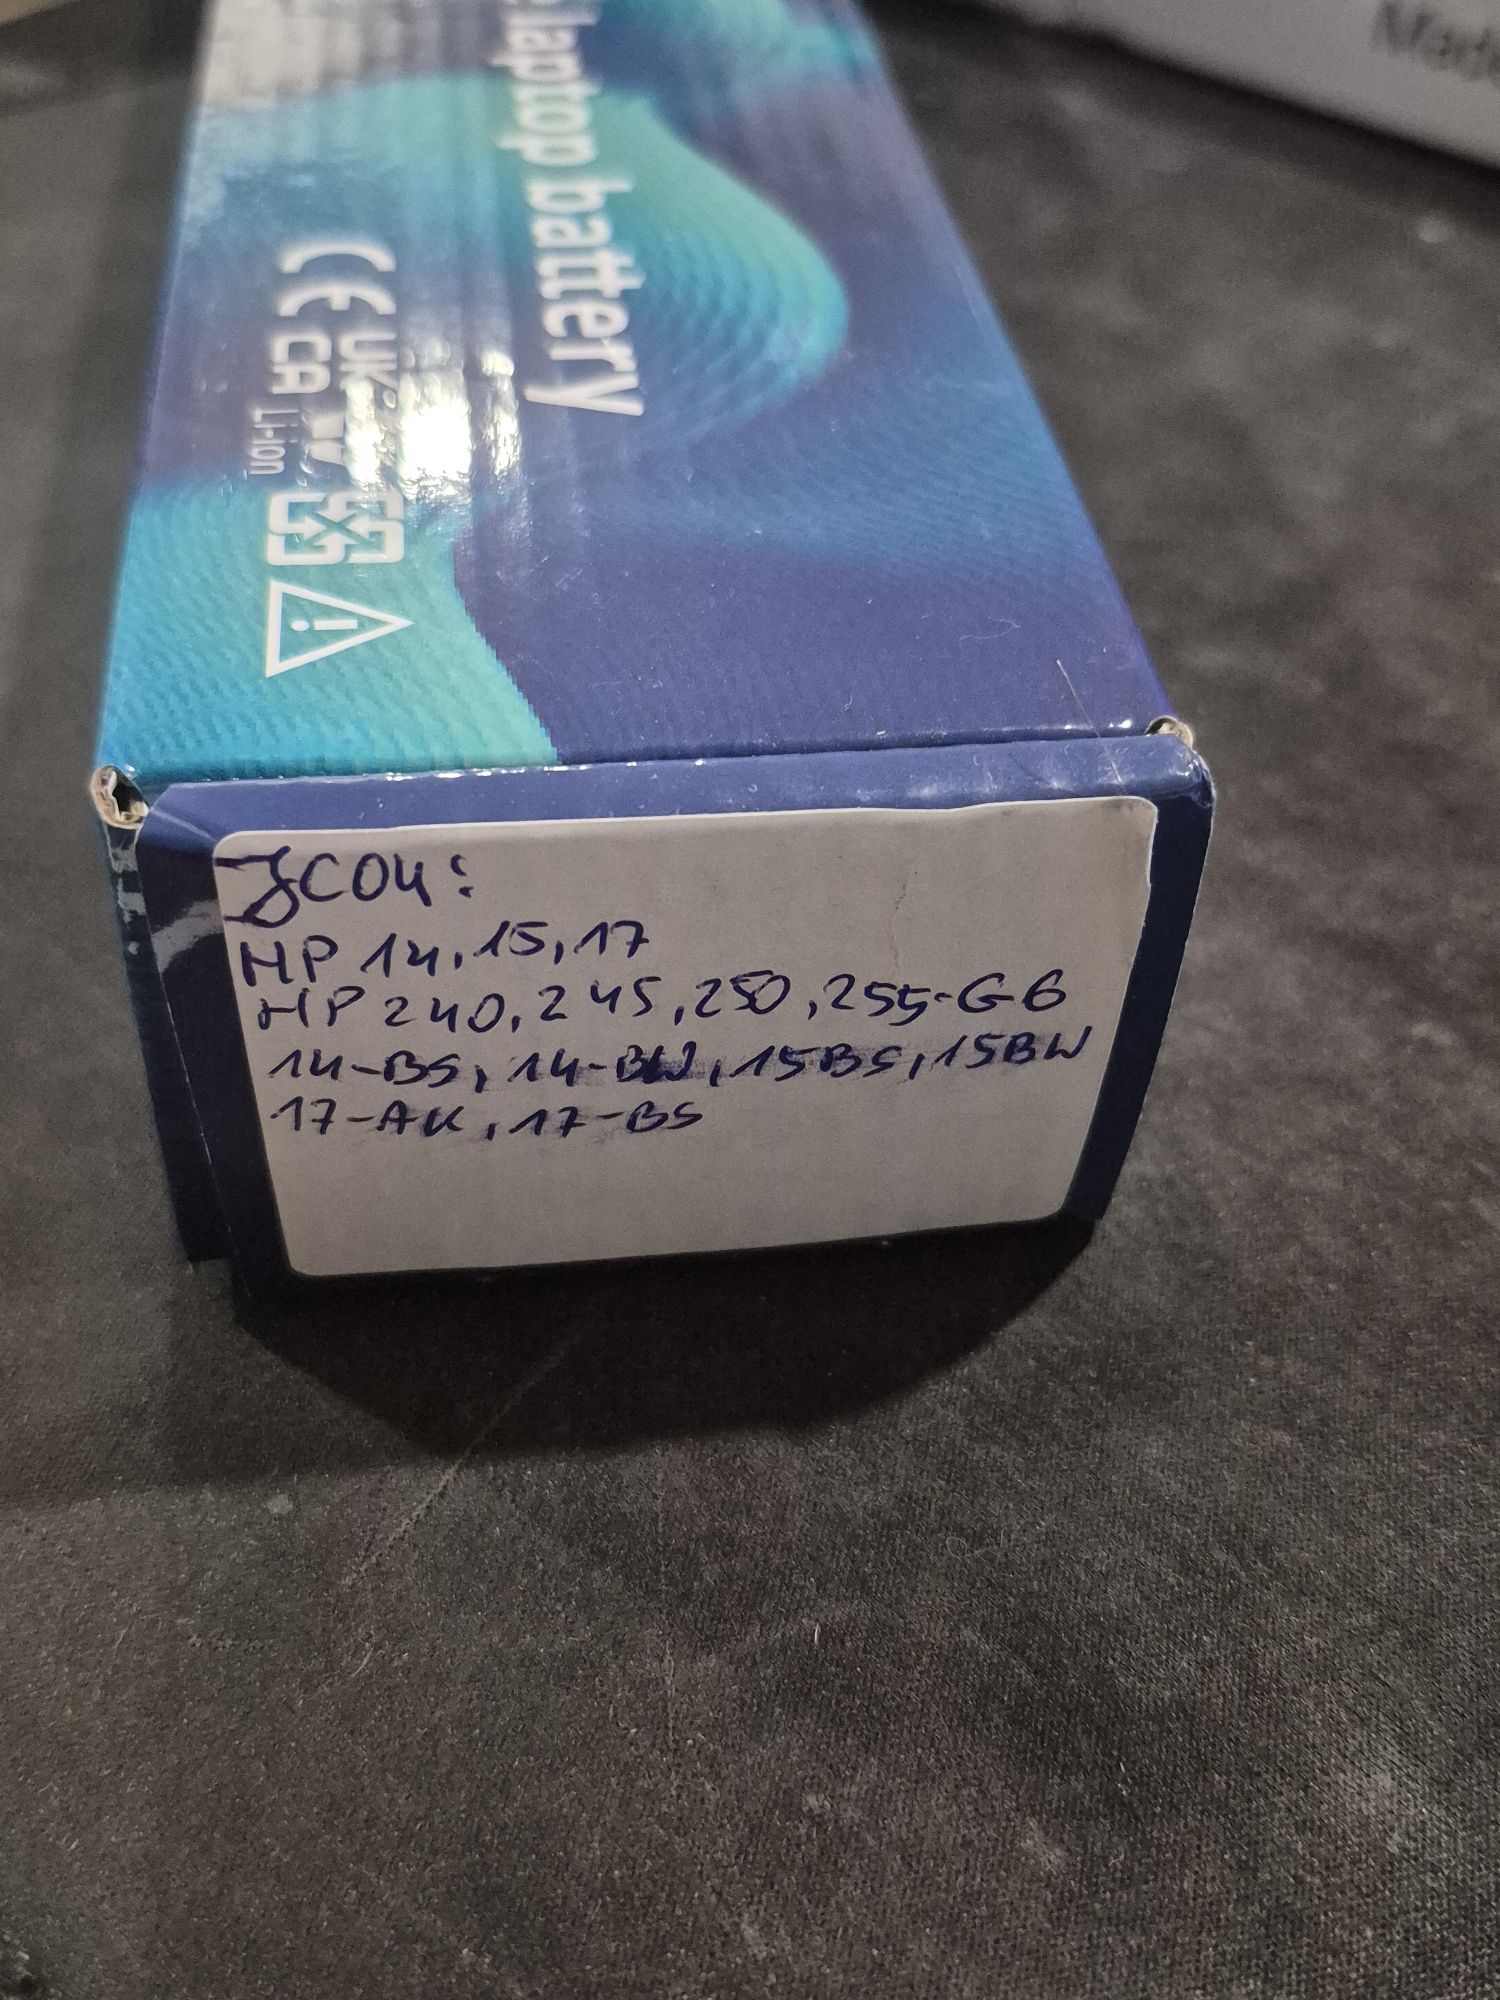 laptop battery
CE UK
CA
Li-ion
JC04:
HP 14, 15, 17
HP 240, 245, 250, 255-G6
14-BS, 14-BW, 15BS, 15BW
17-AK, 17-BS
Made